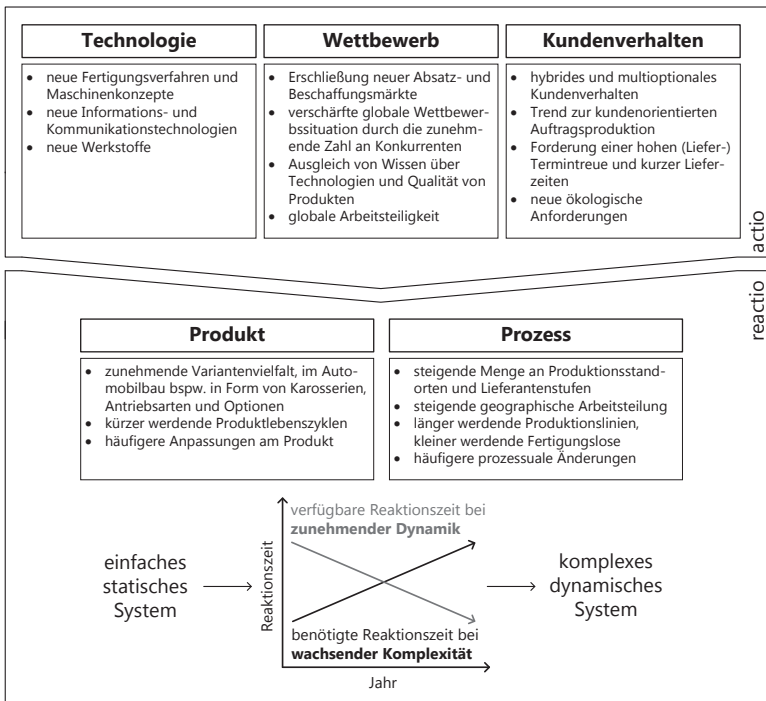 Technologie
• neue Fertigungsverfahren und
Maschinenkonzepte
• neue Informations- und
Kommunikationstechnologien
• neue Werkstoffe
Wettbewerb
• Erschließung neuer Absatz- und
Beschaffungsmärkte
• verschärfte globale Wettbewer-
bssituation durch die zunehm-
ende Zahl an Konkurrenten
• Ausgleich von Wissen über
Technologien und Qualität von
Produkten
• globale Arbeitsteiligkeit
Kundenverhalten
• hybrides und multioptionales
Kundenverhalten
• Trend zur kundenorientierten
Auftragsproduktion
• Forderung einer hohen (Liefer-)
Termintreue und kurzer Liefer-
zeiten
• neue ökologische
Anforderungen
actio
reactio
Produkt
• zunehmende Variantenvielfalt, im Auto-
mobilbau bspw. in Form von Karosserien,
Antriebsarten und Optionen
• kürzer werdende Produktlebenszyklen
• häufigere Anpassungen am Produkt
Prozess
• steigende Menge an Produktionsstand-
orten und Lieferantenstufen
• steigende geographische Arbeitsteilung
• länger werdende Produktionslinien,
kleiner werdende Fertigungslose
• häufigere prozessuale Änderungen
einfaches
statisches
System
Reaktionszeit
verfügbare Reaktionszeit bei
zunehmender Dynamik
benötigte Reaktionszeit bei
wachsender Komplexität
Jahr
komplexes
dynamisches
System